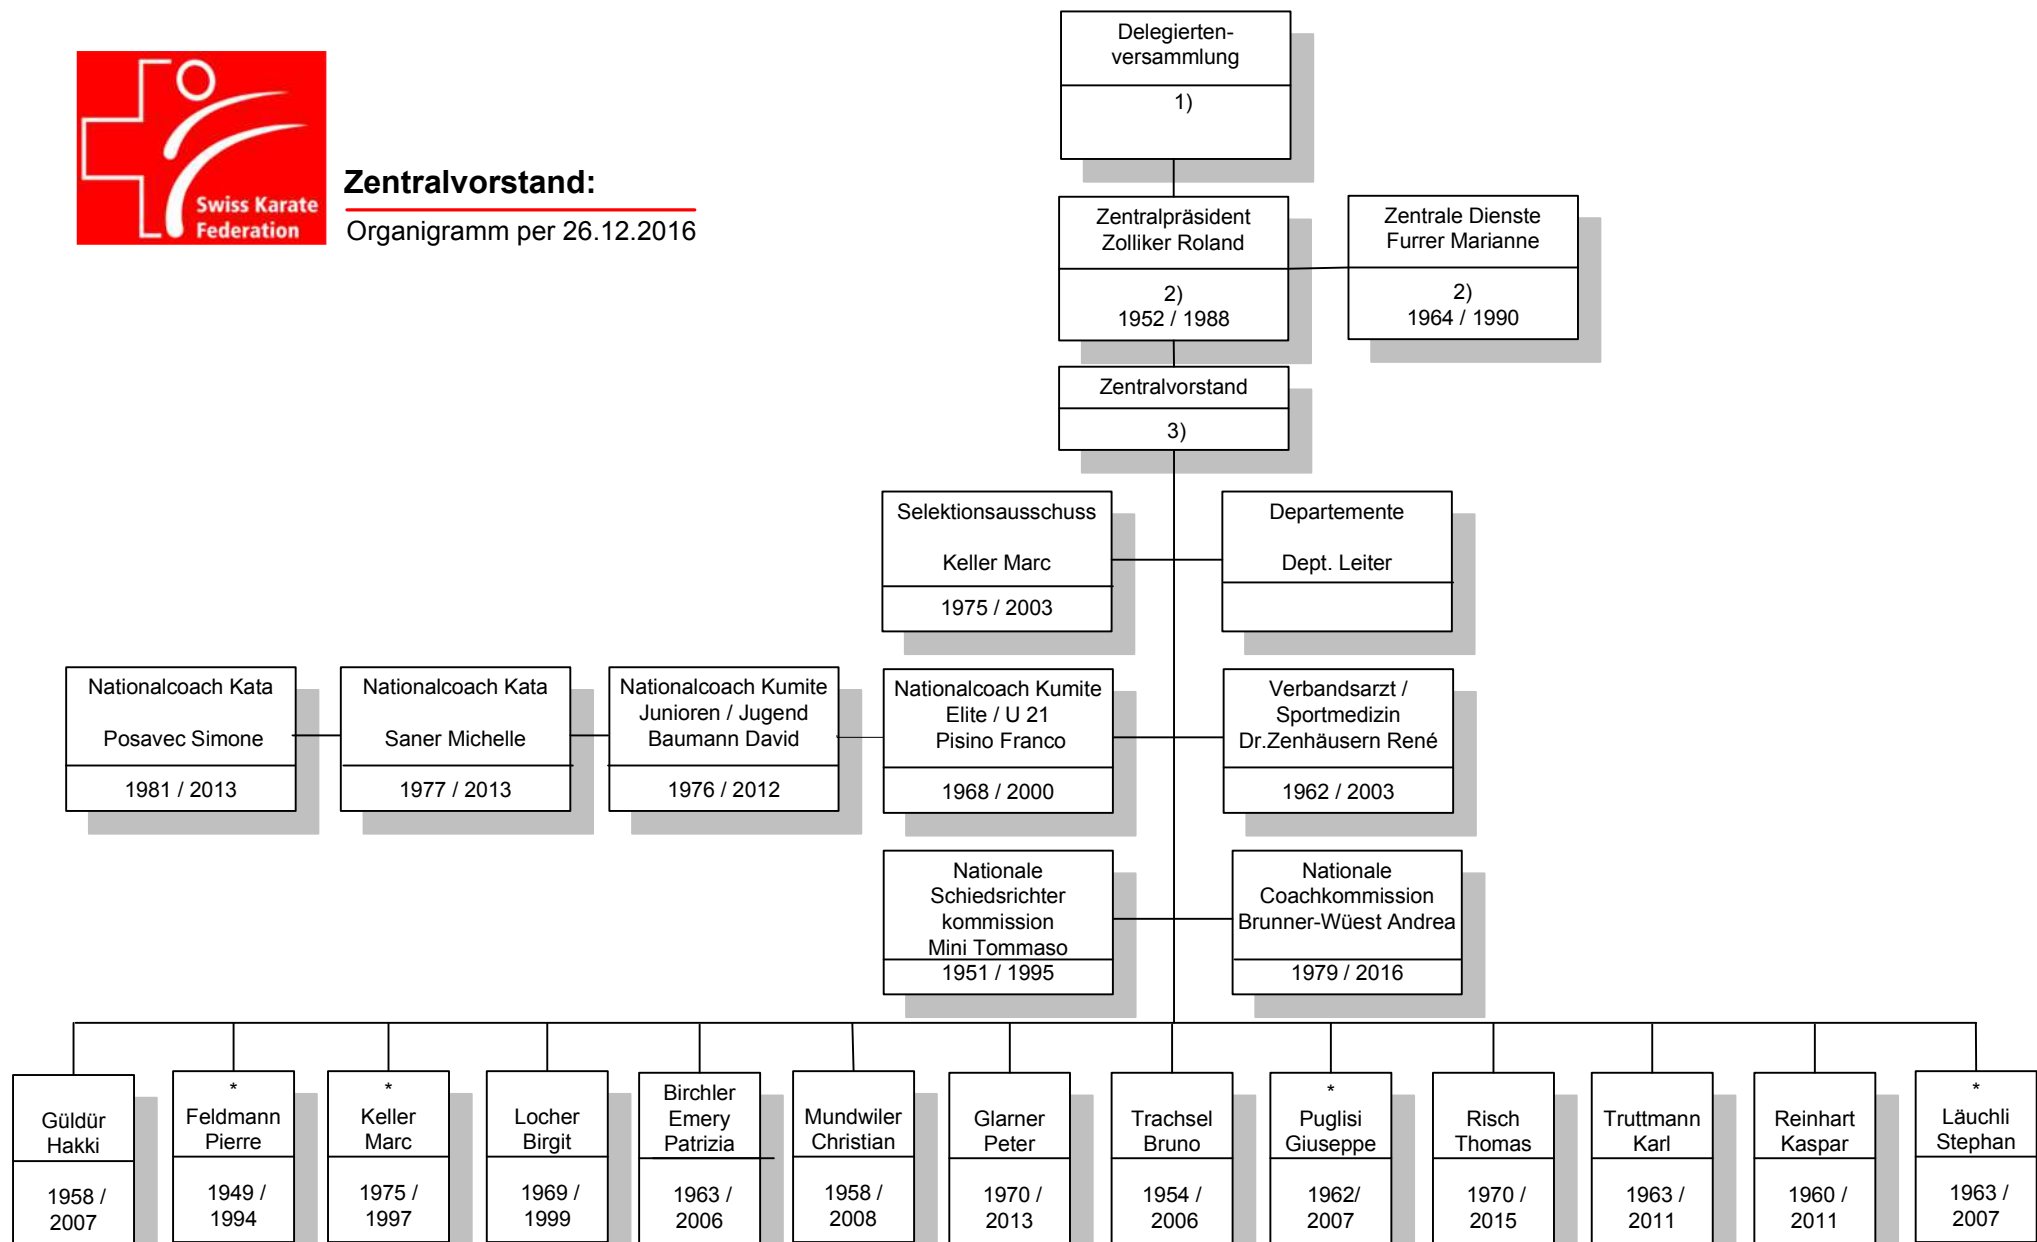 Delegierten-
versammlung
1)
Swiss Karate
Federation
Zentralvorstand:
Organigramm per 26.12.2016
Zentralpräsident
Zolliker Roland
2)
1952 / 1988
Zentrale Dienste
Furrer Marianne
2)
1964 / 1990
Zentralvorstand
3)
Selektionsausschuss
Keller Marc
1975 / 2003
Departemente
Dept. Leiter
Nationalcoach Kata
Posavec Simone
1981 / 2013
Nationalcoach Kata
Saner Michelle
1977 / 2013
Nationalcoach Kumite
Junioren / Jugend
Baumann David
1976 / 2012
Nationalcoach Kumite
Elite / U 21
Pisino Franco
1968 / 2000
Verbandsarzt /
Sportmedizin
Dr.Zenhäusern René
1962 / 2003
Nationale
Schiedsrichter
kommission
Mini Tommaso
1951 / 1995
Nationale
Coachkommission
Brunner-Wüest Andrea
1979 / 2016
Güldür
Hakki
1958 /
2007
*
Feldmann
Pierre
1949 /
1994
*
Keller
Marc
1975 /
1997
Locher
Birgit
1969 /
1999
Birchler
Emery
Patrizia
1963 /
2006
Mundwiler
Christian
1958 /
2008
Glarner
Peter
1970 /
2013
Trachsel
Bruno
1954 /
2006
*
Puglisi
Giuseppe
1962/
2007
Risch
Thomas
1970 /
2015
Truttmann
Karl
1963 /
2011
Reinhart
Kaspar
1960 /
2011
*
Läuchli
Stephan
1963 /
2007